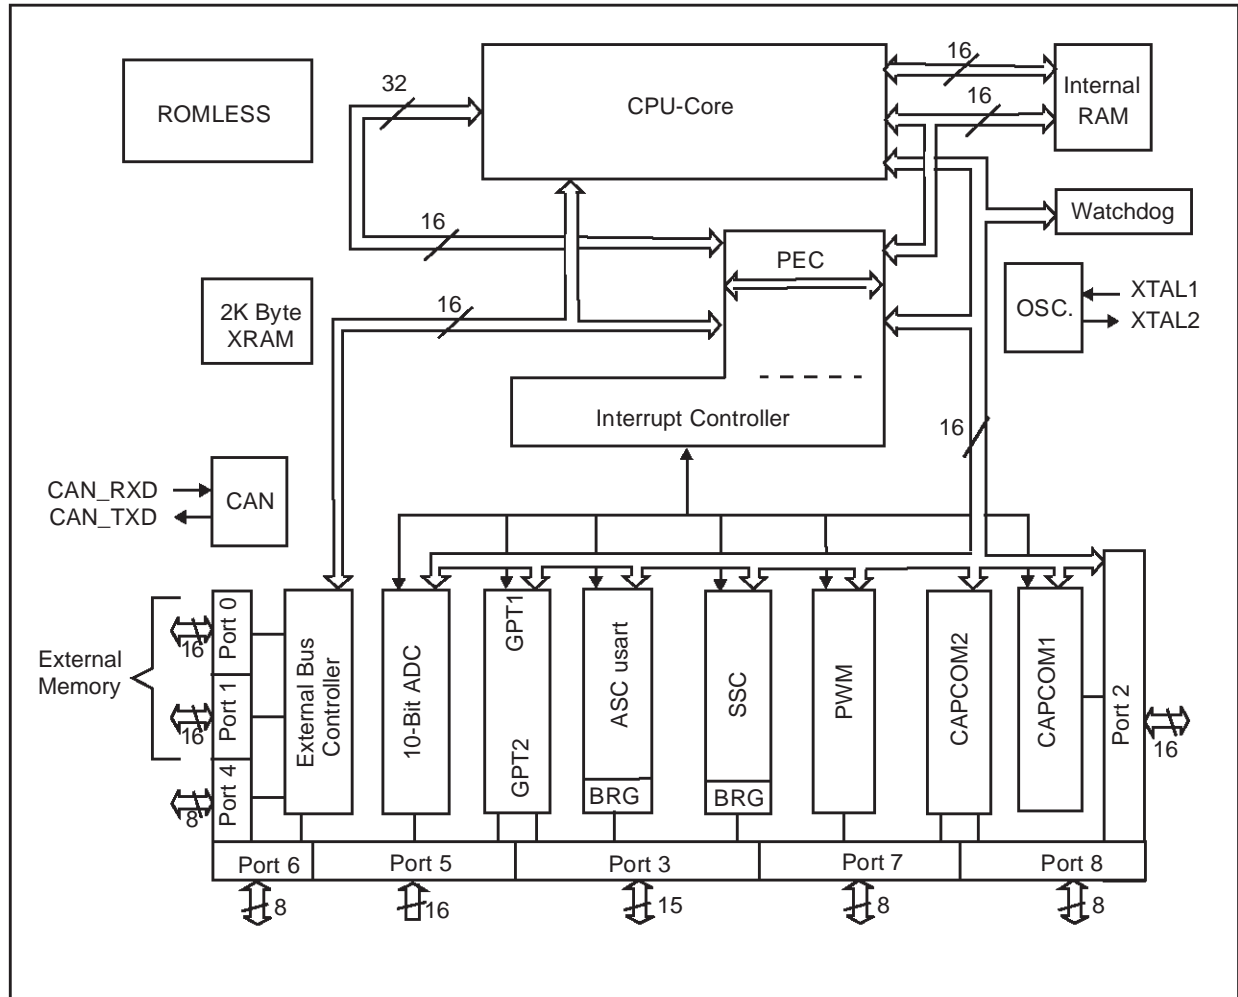 ROMLESS
32
CPU-Core
16
16
Internal
RAM
16
Watchdog
PEC
2K Byte
XRAM
16
OSC.
XTAL1
XTAL2
Interrupt Controller
16
CAN_RXD
CAN_TXD
CAN
External
Memory
16
16
8
Port 0
Port 1
Port 4
External Bus
Controller
10-Bit ADC
GPT1
GPT2
ASC usart
BRG
SSC
BRG
PWM
CAPCOM2
CAPCOM1
Port 2
16
Port 6
Port 5
Port 3
Port 7
Port 8
8
16
15
8
8